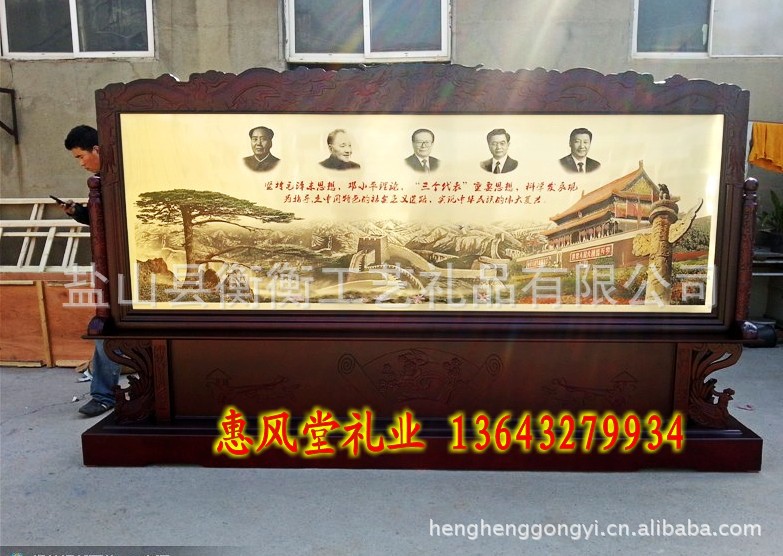 坚持毛泽东思想，邓小平理论，“三个代表”重要思想，科学发展观
为指导走中国特色的社会主义道路，实现中华民族的伟大复兴。
盐山县衡衡工艺礼品有限公司
惠风堂礼业 13643279934
henghenggongyi.cn.alibaba.com